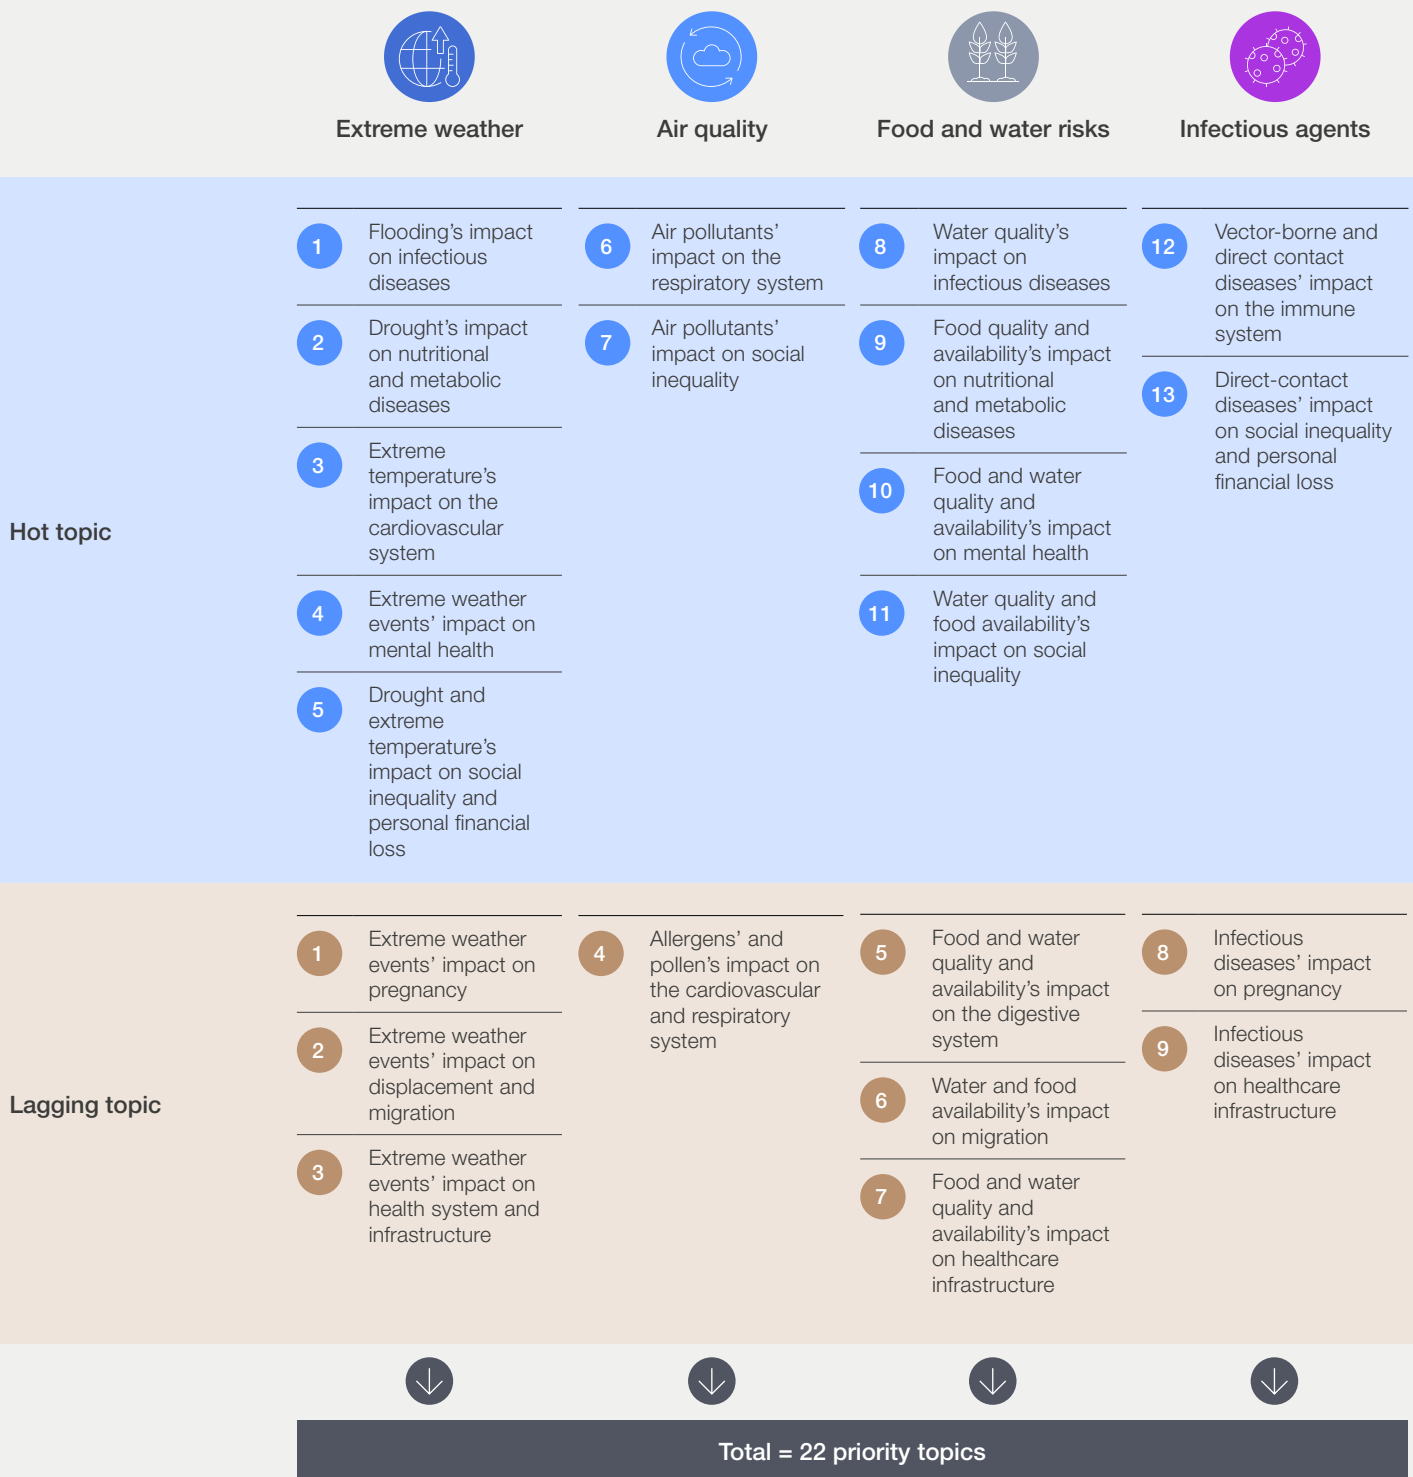 Extreme weather
Air quality
Food and water risks
Infectious agents
Hot topic
1
Flooding’s impact
on infectious
diseases
2
Drought’s impact
on nutritional
and metabolic
diseases
3
Extreme
temperature’s
impact on the
cardiovascular
system
4
Extreme weather
events’ impact on
mental health
5
Drought and
extreme
temperature’s
impact on social
inequality and
personal financial
loss
6
Air pollutants’
impact on the
respiratory system
7
Air pollutants’
impact on social
inequality
8
Water quality’s
impact on
infectious diseases
9
Food quality and
availability’s impact
on nutritional
and metabolic
diseases
10
Food and water
quality and
availability’s impact
on mental health
11
Water quality and
food availability’s
impact on social
inequality
12
Vector-borne and
direct contact
diseases’ impact
on the immune
system
13
Direct-contact
diseases’ impact
on social inequality
and personal
financial loss
Lagging topic
1
Extreme weather
events’ impact on
pregnancy
2
Extreme weather
events’ impact on
displacement and
migration
3
Extreme weather
events’ impact on
health system and
infrastructure
4
Allergens’ and
pollen’s impact on
the cardiovascular
and respiratory
system
5
Food and water
quality and
availability’s impact
on the digestive
system
6
Water and food
availability’s impact
on migration
7
Food and water
quality and
availability’s impact
on healthcare
infrastructure
8
Infectious
diseases’ impact
on pregnancy
9
Infectious
diseases’ impact
on healthcare
infrastructure
Total = 22 priority topics